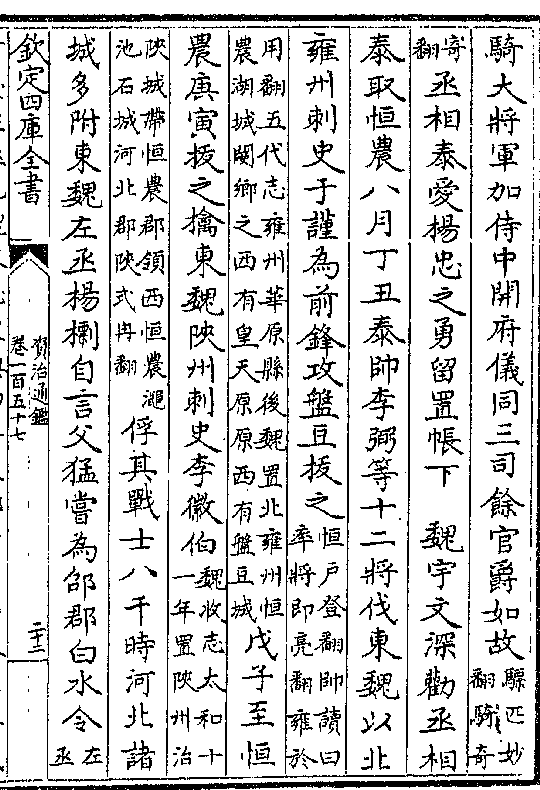 騎大將軍加侍中開府儀同三司餘官爵如故驃匹妙翻騎奇
寄翻丞相泰愛楊忠之勇留置帳下　魏宇文深勸丞相
泰取恒農八月丁丑泰帥李弼等十二將伐東魏以北
雍州刺史于謹為前鋒攻盤豆拔之恒戸登翻帥讀曰率將即亮翻雍於
用翻五代志雍州華原縣後魏置北雍州恒農湖城閿鄉之西有皇天原原西有盤豆城戊子至恒
農庚寅拔之擒東魏陜州刺史李徽伯魏收志太和十一年置陜州治
陜城帶恒農郡領西恒農澠池石城河北郡陜式冉翻俘其戰士八千時河北諸
城多附東魏左丞楊𢷋自言父猛嘗為邵郡白水令左丞
欽定四庫全書
資治通鑑
卷一百五十七
二十二